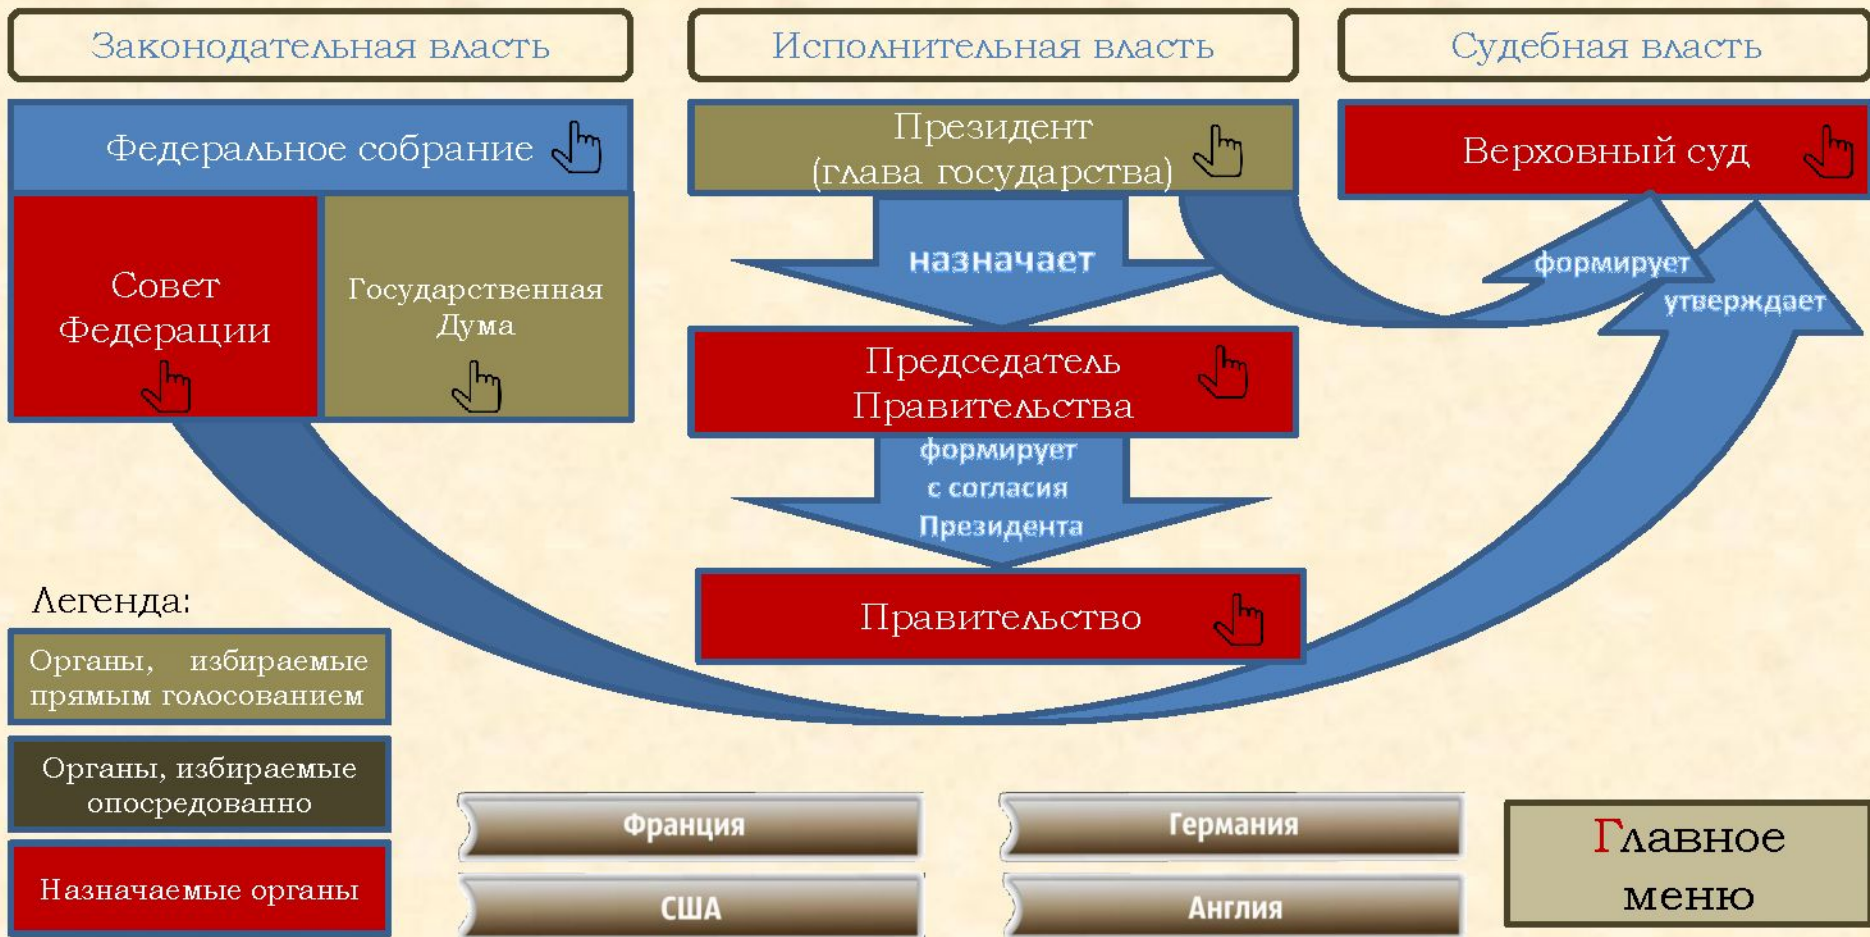 Законодательная власть
Исполнительная власть
Судебная власть
Федеральное собрание
Президент
(глава государства)
Верховный суд
Совет
Федерации
Государственная
Дума
назначает
формирует
утверждает
Председатель
Правительства
формирует
с согласия
Президента
Правительство
Легенда:
Органы, избираемые
прямым голосованием
Органы, избираемые
опосредованно
Назначаемые органы
Франция
Германия
США
Англия
Главное
меню